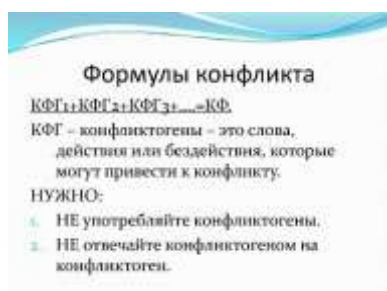 Формулы конфликта
КФГ1+КФГ2+КФГ3+....=КФ.
КФГ – конфликтогены – это слова,
действия или бездействия, которые
могут привести к конфликту.
НУЖНО:
1. НЕ употребляйте конфликтогены.
2. НЕ отвечайте конфликтогеном на
конфликтоген.